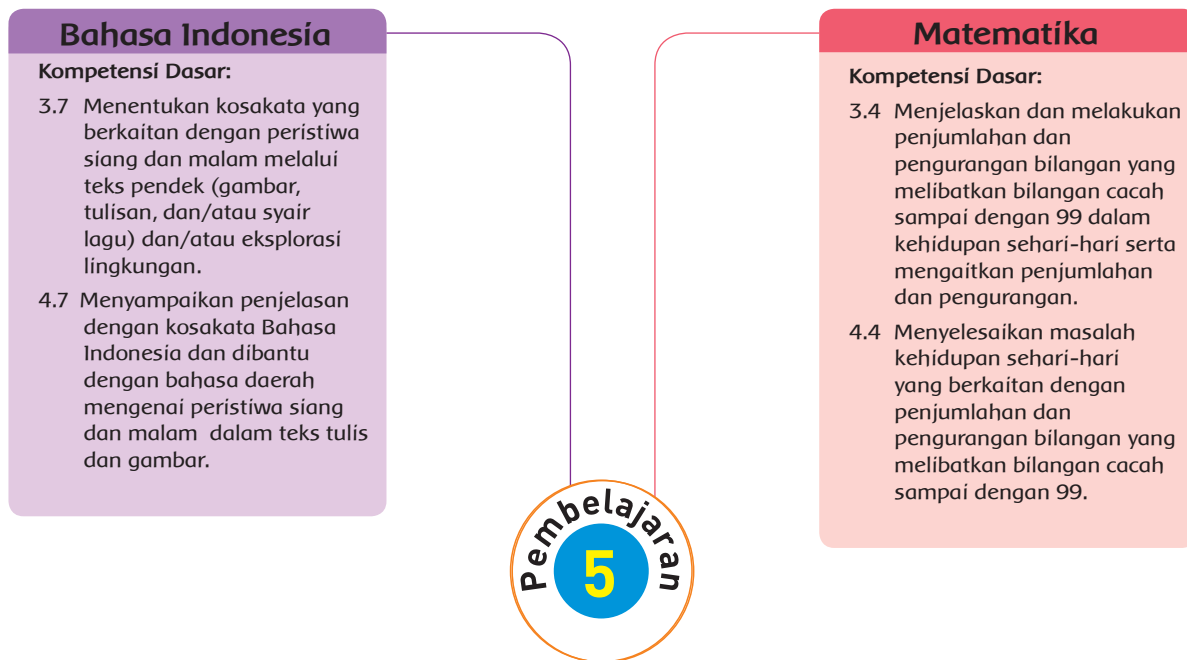 Bahasa Indonesia
Kompetensi Dasar:
3.7 Menentukan kosakata yang
berkaitan dengan peristiwa
siang dan malam melalui
teks pendek (gambar,
tulisan, dan/atau syair
lagu) dan/atau eksplorasi
lingkungan.
4.7 Menyampaikan penjelasan
dengan kosakata Bahasa
Indonesia dan dibantu
dengan bahasa daerah
mengenai peristiwa siang
dan malam dalam teks tulis
dan gambar.
Matematika
Kompetensi Dasar:
3.4 Menjelaskan dan melakukan
penjumlahan dan
pengurangan bilangan yang
melibatkan bilangan cacah
sampai dengan 99 dalam
kehidupan sehari-hari serta
mengaitkan penjumlahan
dan pengurangan.
4.4 Menyelesaikan masalah
kehidupan sehari-hari
yang berkaitan dengan
penjumlahan dan
pengurangan bilangan yang
melibatkan bilangan cacah
sampai dengan 99.
Pembelajaran
5